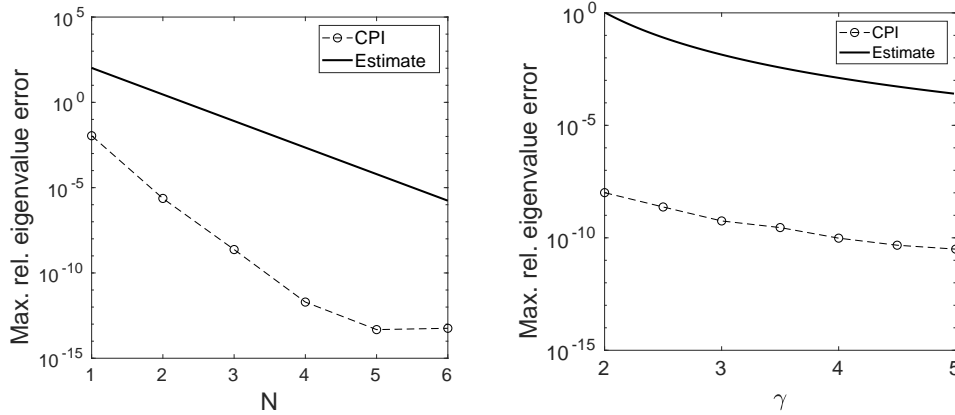 Max. rel. eigenvalue error
10^5
10^0
10^-5
10^-10
10^-15
CPI
Estimate
1 2 3 4 5 6
N
Max. rel. eigenvalue error
10^0
10^-5
10^-10
10^-15
CPI
Estimate
2 3 4 5
γ